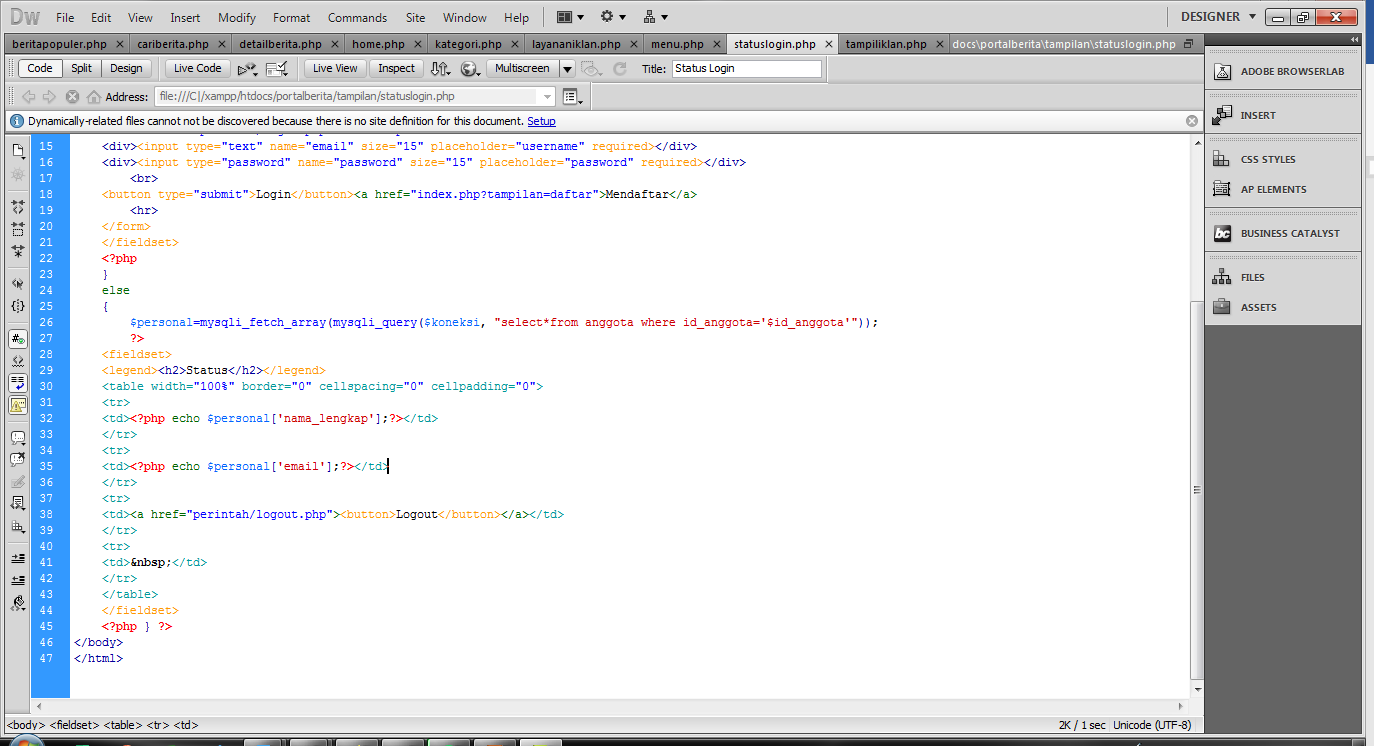 Dw File Edit View Insert Modify Format Commands Site Window Help DESIGNER
beritapopuler.php cariberita.php detailberita.php home.php kategori.php layananiklan.php menu.php statuslogin.php tampiliklan.php docs\portalberita\tampilan\statuslogin.php
Code Split Design Live Code Live View Inspect Multiscreen Title: Status Login
Address: file:///C|/xampp/htdocs/portalberita/tampilan/statuslogin.php
Dynamically-related files cannot not be discovered because there is no site definition for this document. Setup
15 <div><input type="text" name="email" size="15" placeholder="username" required></div>
16 <div><input type="password" name="password" size="15" placeholder="password" required></div>
17 <br>
18 <button type="submit">Login</button><a href="index.php?tampilan=daftar">Mendaftar</a>
19 <hr>
20 </form>
21 </fieldset>
22 <?php
23 }
24 else
25 {
26 $personal=mysqli_fetch_array(mysqli_query($koneksi, "select*from anggota where id_anggota='$id_anggota'"));
27 ?>
28 <fieldset>
29 <legend><h2>Status</h2></legend>
30 <table width="100%" border="0" cellspacing="0" cellpadding="0">
31 <tr>
32 <td><?php echo $personal['nama_lengkap'];?></td>
33 </tr>
34 <tr>
35 <td><?php echo $personal['email'];?></td>
36 </tr>
37 <tr>
38 <td><a href="perintah/logout.php"><button>Logout</button></a></td>
39 </tr>
40 <tr>
41 <td>&nbsp;</td>
42 </tr>
43 </table>
44 </fieldset>
45 <?php } ?>
46 </body>
47 </html>
<body> <fieldset> <table> <tr> <td> 2K / 1 sec Unicode (UTF-8)
ADOBE BROWSERLAB
INSERT
CSS STYLES
AP ELEMENTS
bc BUSINESS CATALYST
FILES
ASSETS